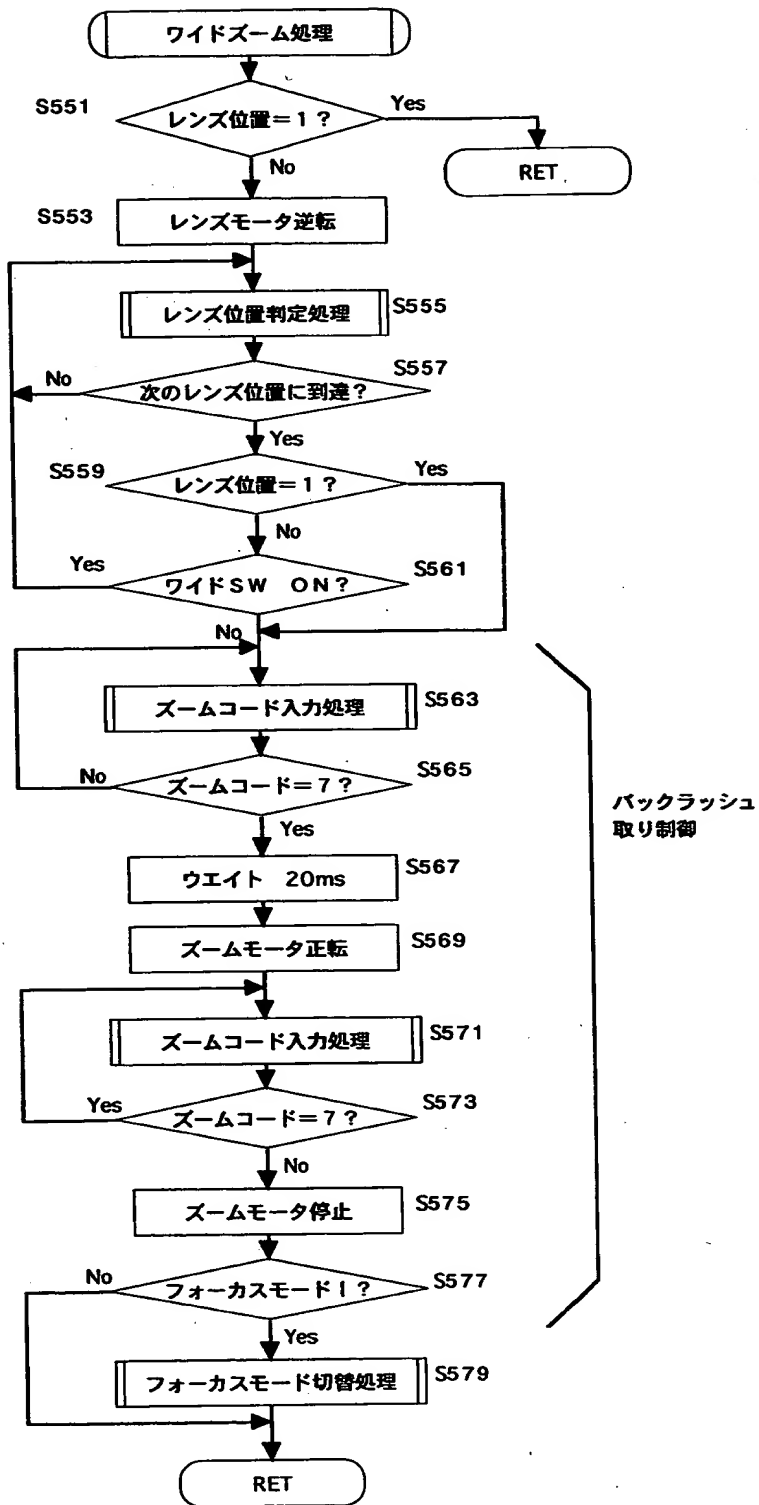 ワイドズーム処理
S551
レンズ位置＝１？
Yes
RET
No
S553
レンズモータ逆転
レンズ位置判定処理
S555
S557
No
次のレンズ位置に到達？
Yes
S559
レンズ位置＝１？
Yes
No
Yes
ワイドＳＷ　ＯＮ？
S561
No
ズームコード入力処理
S563
No
ズームコード＝７？
S565
バックラッシュ
取り制御
Yes
ウエイト　20ms
S567
ズームモータ正転
S569
ズームコード入力処理
S571
Yes
ズームコード＝７？
S573
No
ズームモータ停止
S575
No
フォーカスモードＩ？
S577
Yes
フォーカスモード切替処理
S579
RET